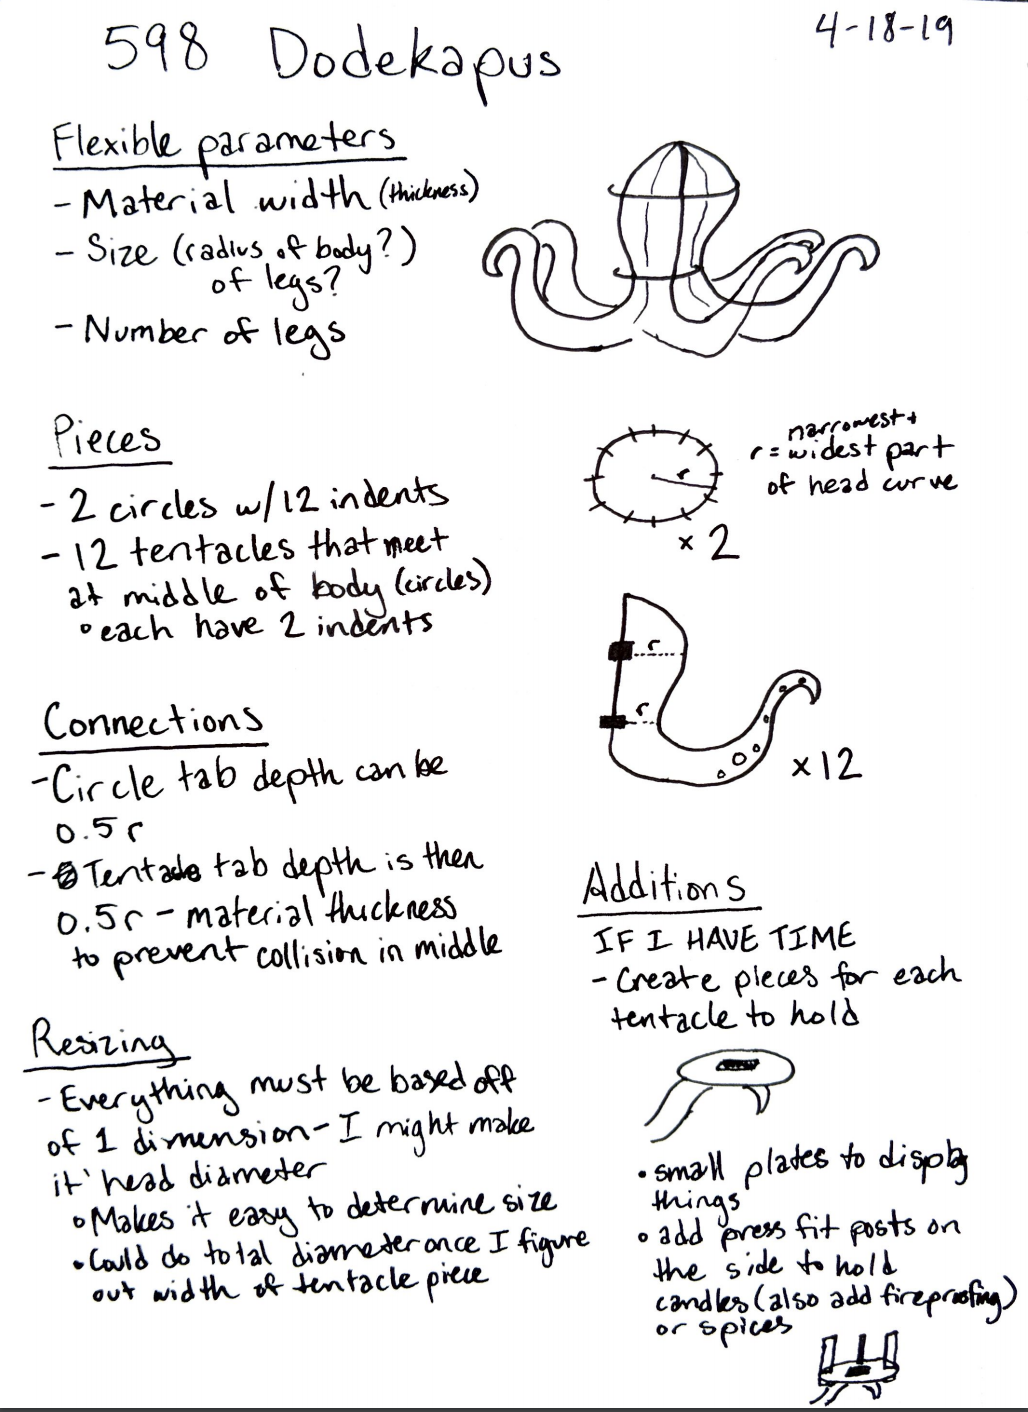 598 Dodekapus
4-18-19
Flexible parameters
- Material width (thickness)
- Size (radius of body?)
of legs?
- Number of legs
Pieces
- 2 circles w/12 indents
- 12 tentacles that meet
at middle of body (circles)
◦ each have 2 indents
r
narrowest +
r = widest part
of head curve
x 2
r
r
x12
Connections
- Circle tab depth can be
0.5 r
- Tentacle tab depth is then
0.5r - material thickness
to prevent collision in middle
Resizing
- Everything must be based off
of 1 dimension - I might make
it head diameter
◦ Makes it easy to determine size
• Could do total diameter once I figure
out width of tentacle piece
Additions
IF I HAVE TIME
- Create pieces for each
tentacle to hold
• small plates to display
things
◦ add press fit posts on
the side to hold
candles (also add fireproofing)
or spices